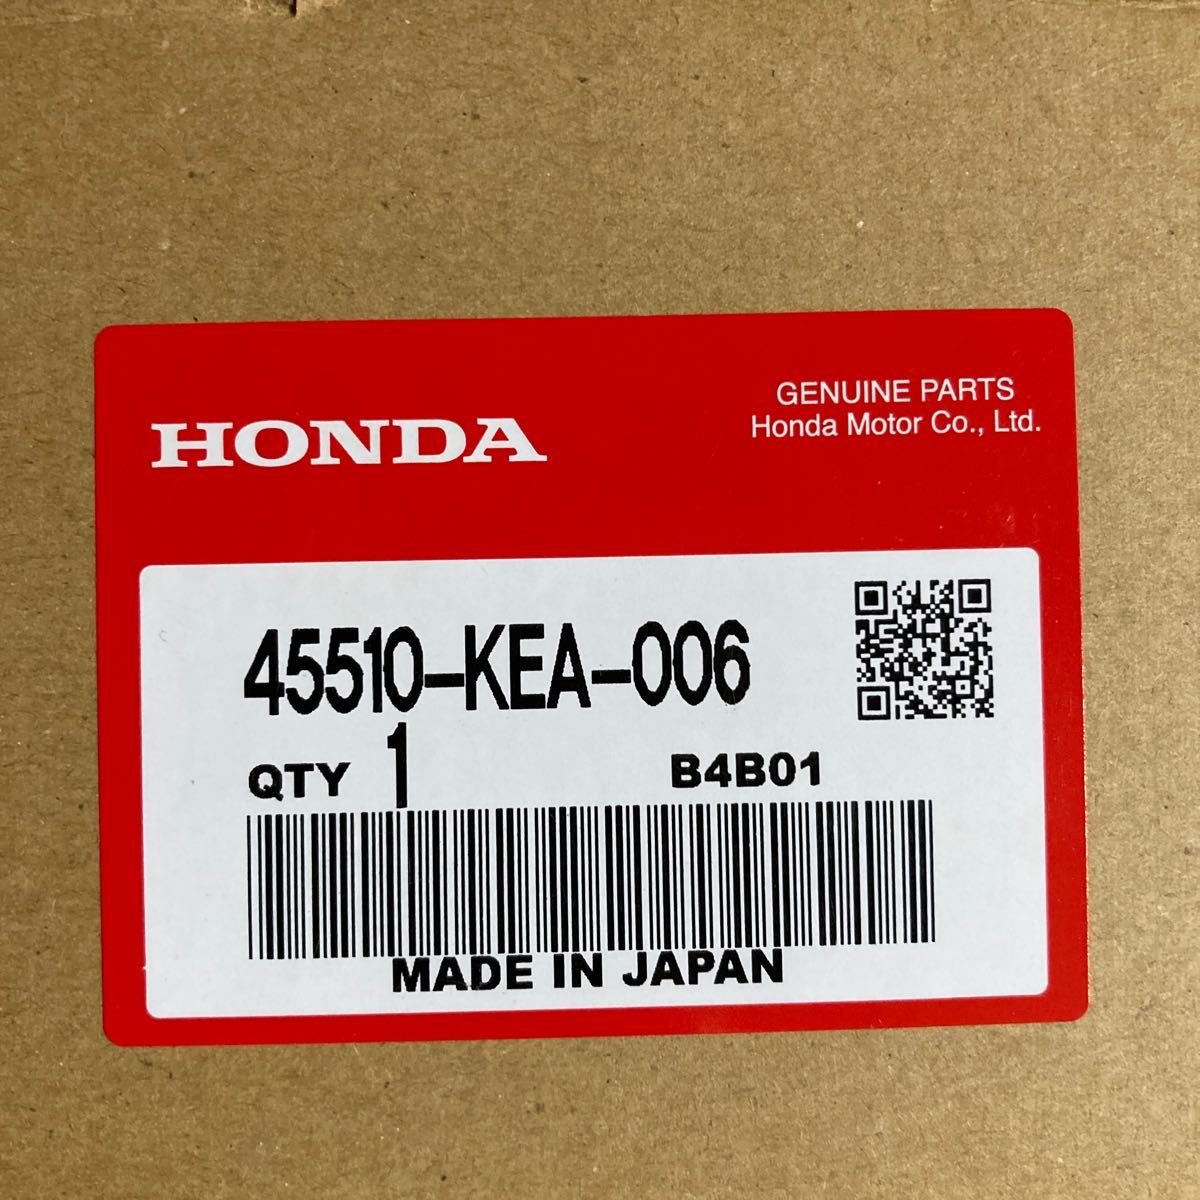 HONDA
GENUINE PARTS
Honda Motor Co., Ltd.
45510-KEA-006
QTY 1 B4B01
MADE IN JAPAN